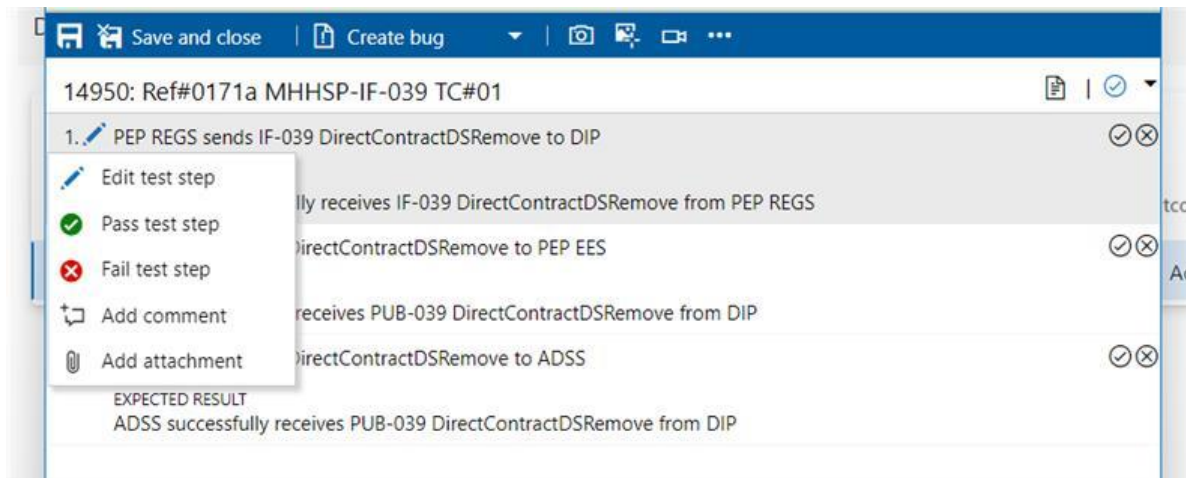 Save and close | Create bug | ...
14950: Ref#0171a MHHSP-IF-039 TC#01
1. PEP REGS sends IF-039 DirectContractDSRemove to DIP
Edit test step
lly receives IF-039 DirectContractDSRemove from PEP REGS
Pass test step
DirectContractDSRemove to PEP EES
Fail test step
Add comment
receives PUB-039 DirectContractDSRemove from DIP
Add attachment
DirectContractDSRemove to ADSS
EXPECTED RESULT
ADSS successfully receives PUB-039 DirectContractDSRemove from DIP